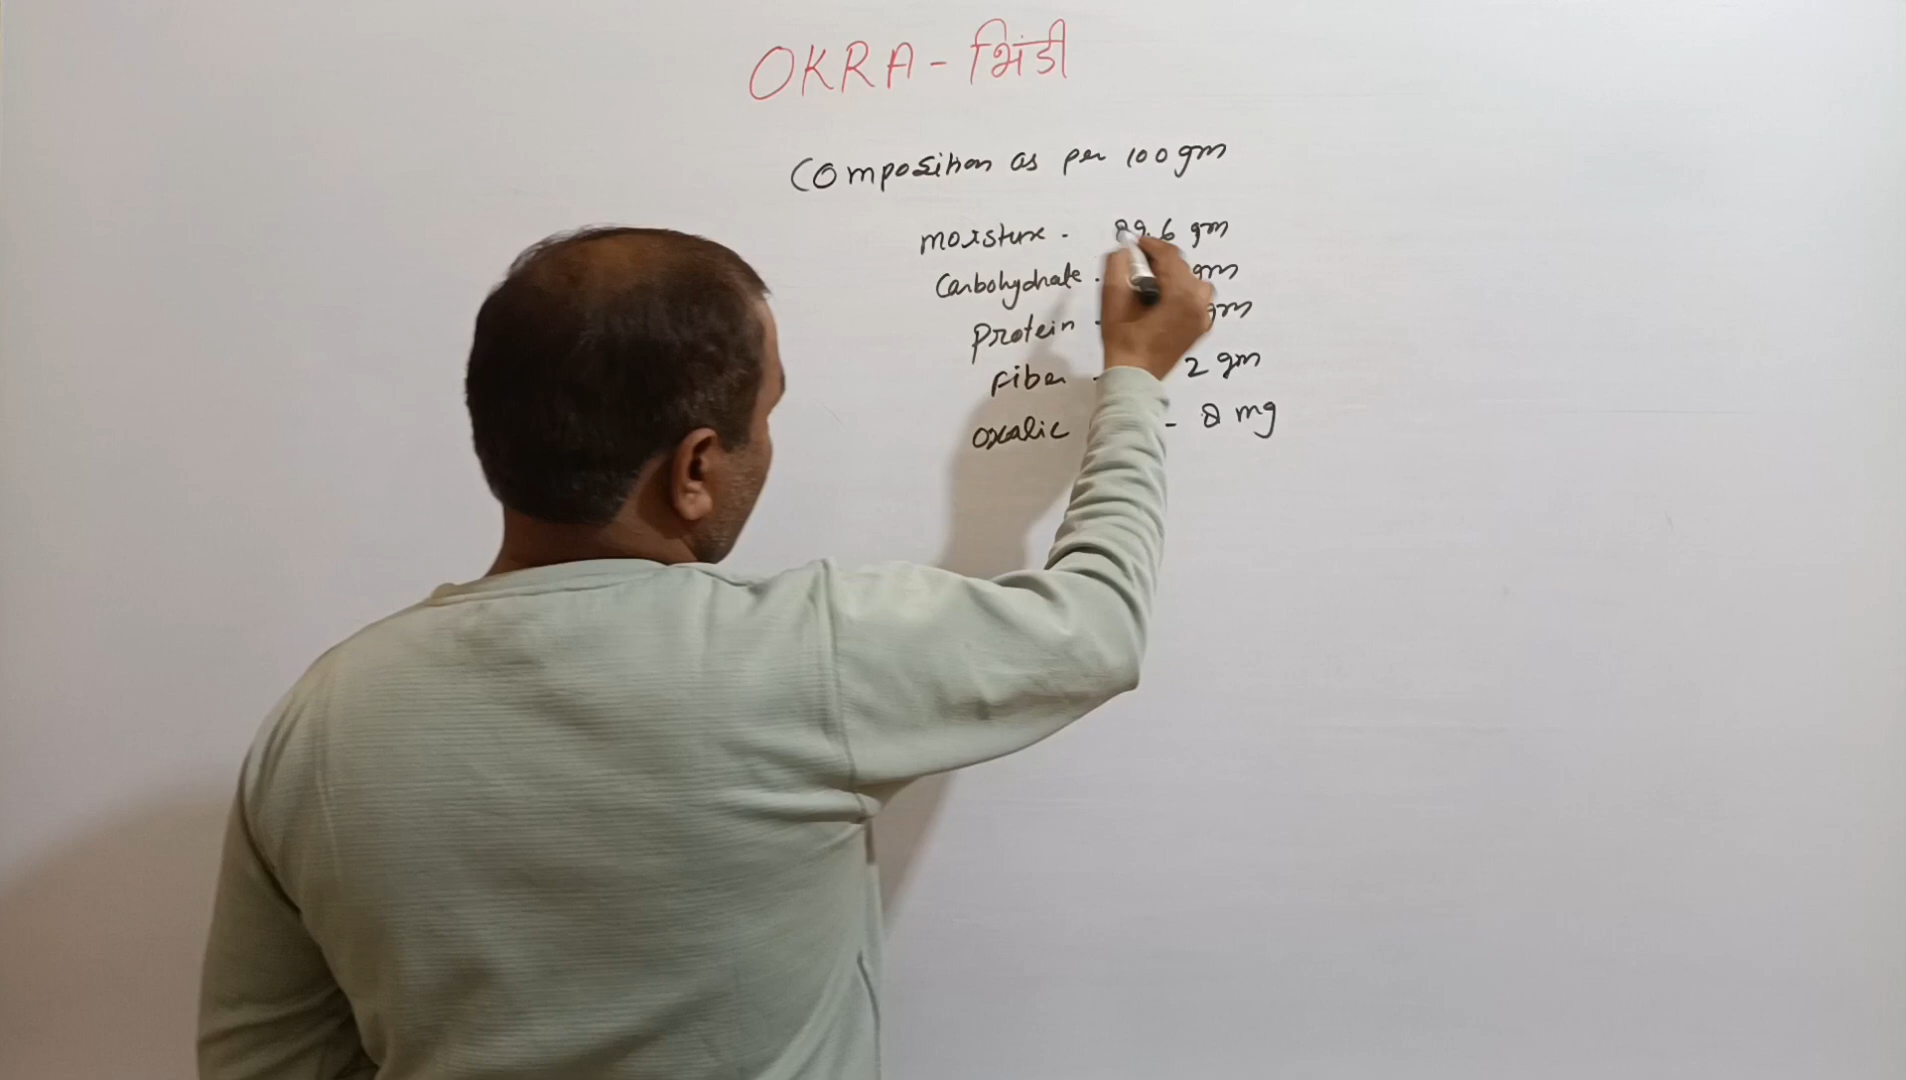 OKRA - भिंडी
Composition as per 100 gm
moisture - 89.6 gm
Carbohydrate - gm
Protein - gm
Fiber - 2 gm
oxalic - 8 mg